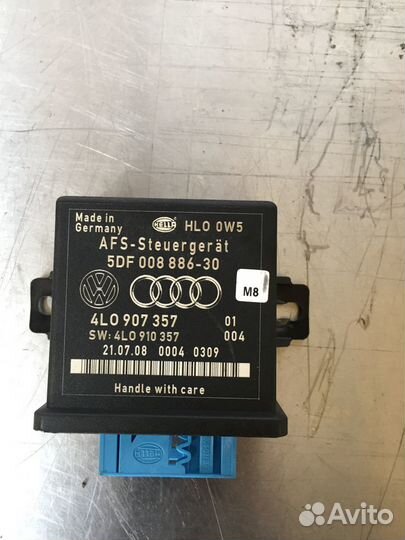 Made in
Germany
HELLA
HLO 0W5
AFS-Steuergerät
5DF 008 886-30
M8
4L0 907 357 01
SW: 4L0 910 357 004
21.07.08 0004 0309
Handle with care
HELLA
Avito